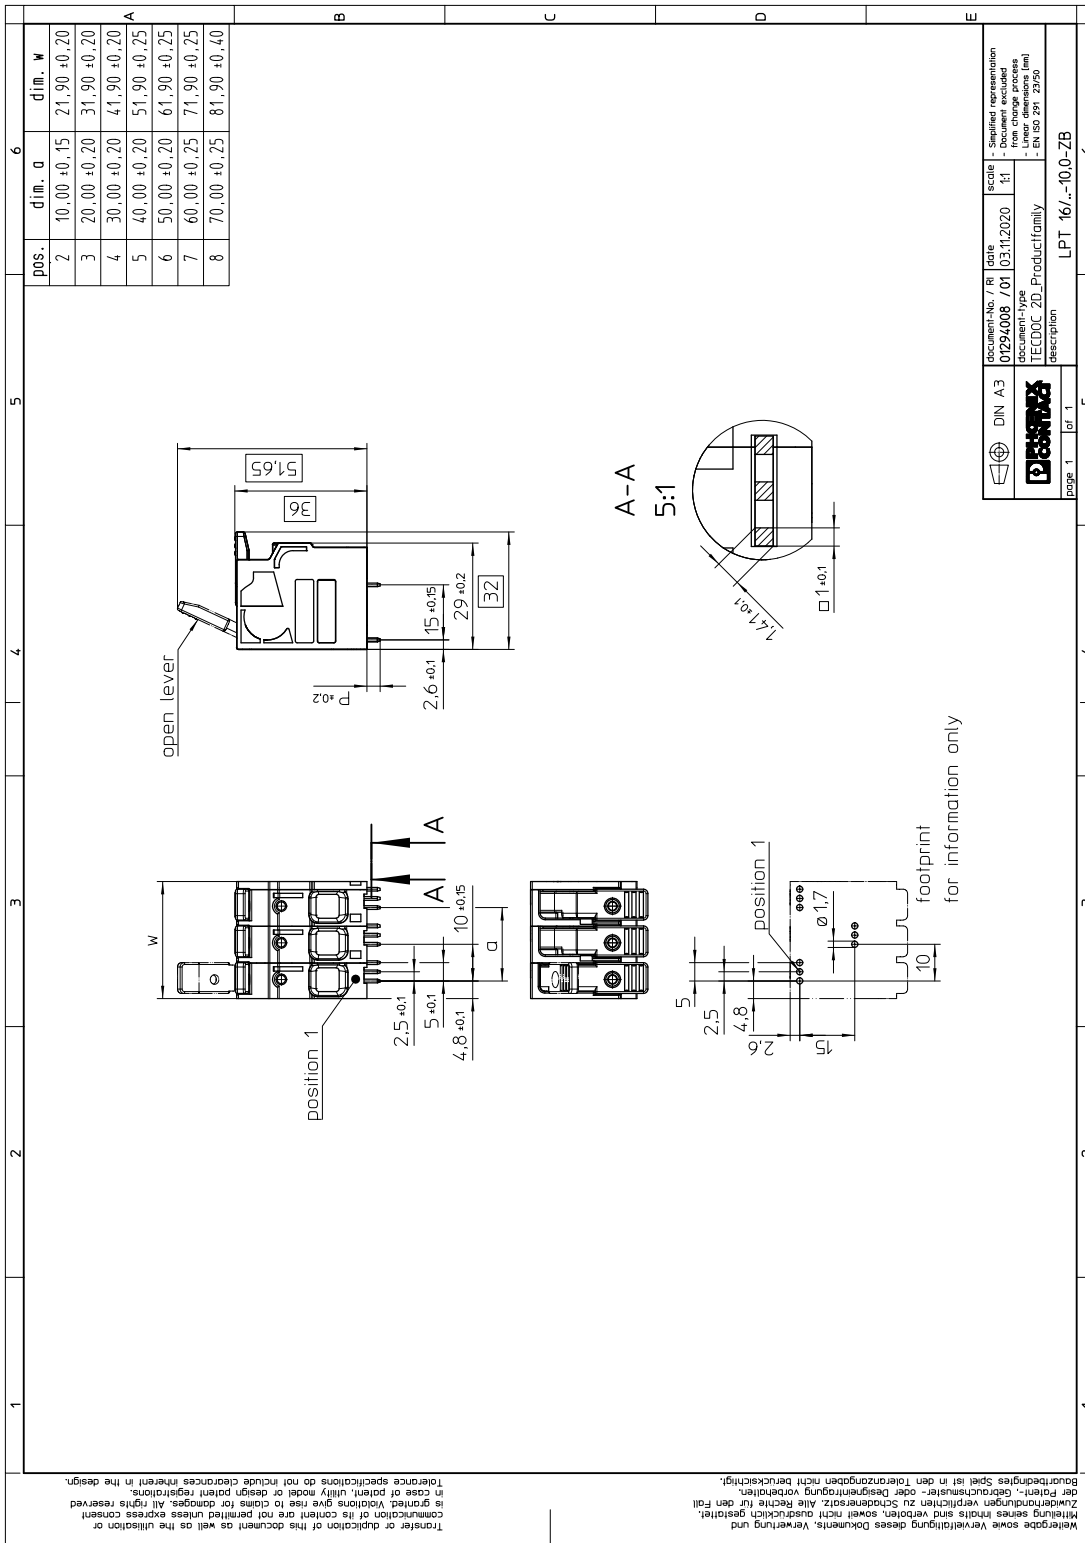 6
5
4
3
2
1
A
B
C
D
E
pos. dim. a dim. w
2 10,00 ±0,15 21,90 ±0,20
3 20,00 ±0,20 31,90 ±0,20
4 30,00 ±0,20 41,90 ±0,20
5 40,00 ±0,20 51,90 ±0,25
6 50,00 ±0,20 61,90 ±0,25
7 60,00 ±0,25 71,90 ±0,25
8 70,00 ±0,25 81,90 ±0,40
open lever
51,65
36
P ±0,2
2,6 ±0,1
15 ±0,15
29 ±0,2
32
w
position 1
2,5 ±0,1
5 ±0,1
4,8 ±0,1
10 ±0,15
a
A
A
A-A
5:1
1,41 ±0,1
□ 1 ±0,1
position 1
5
2,5
4,8
2,6
15
ø 1,7
10
footprint
for information only
DIN A3
PHOENIX
CONTACT
page 1 of 1
document-No. / RI
01294008 / 01
date
03.11.2020
scale
1:1
- Simplified representation
- Document excluded
from change process
- Linear dimensions [mm]
- EN ISO 291 23/50
document-type
TECDOC 2D_Productfamily
description
LPT 16/..-10,0-ZB
Transfer or duplication of this document as well as the utilisation or
communication of its content are not permitted unless express consent
is granted. Violations give rise to claims for damages. All rights reserved
in case of patent, utility model or design patent registrations.
Tolerance specifications do not include clearances inherent in the design.
Weitergabe sowie Vervielfältigung dieses Dokuments, Verwertung und
Mitteilung seines Inhalts sind verboten, soweit nicht ausdrücklich gestattet.
Zuwiderhandlungen verpflichten zu Schadenersatz. Alle Rechte für den Fall
der Patent-, Gebrauchsmuster- oder Designeintragung vorbehalten.
Bauartbedingtes Spiel ist in den Toleranzangaben nicht berücksichtigt.